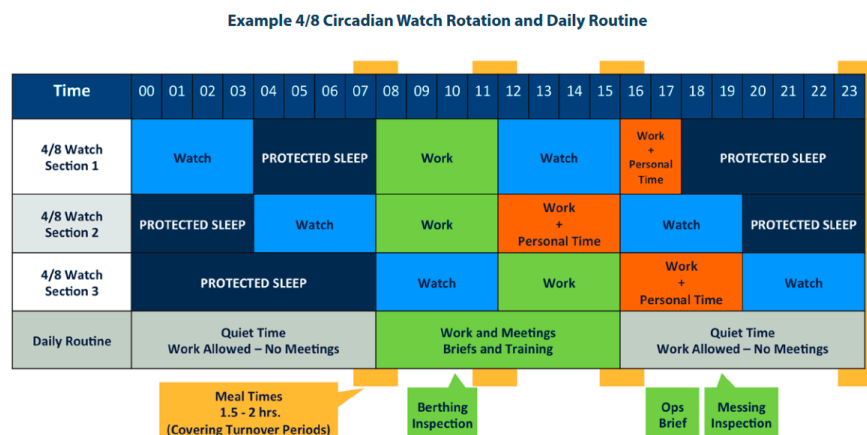 Example 4/8 Circadian Watch Rotation and Daily Routine
Time 00 01 02 03 04 05 06 07 08 09 10 11 12 13 14 15 16 17 18 19 20 21 22 23
4/8 Watch
Section 1
Watch
PROTECTED SLEEP
Work
Watch
Work
+
Personal
Time
PROTECTED SLEEP
4/8 Watch
Section 2
PROTECTED SLEEP
Watch
Work
Work
+
Personal Time
Watch
PROTECTED SLEEP
4/8 Watch
Section 3
PROTECTED SLEEP
Watch
Work
Work
+
Personal Time
Watch
Daily Routine
Quiet Time
Work Allowed – No Meetings
Work and Meetings
Briefs and Training
Quiet Time
Work Allowed – No Meetings
Meal Times
1.5 - 2 hrs.
(Covering Turnover Periods)
Berthing
Inspection
Ops
Brief
Messing
Inspection